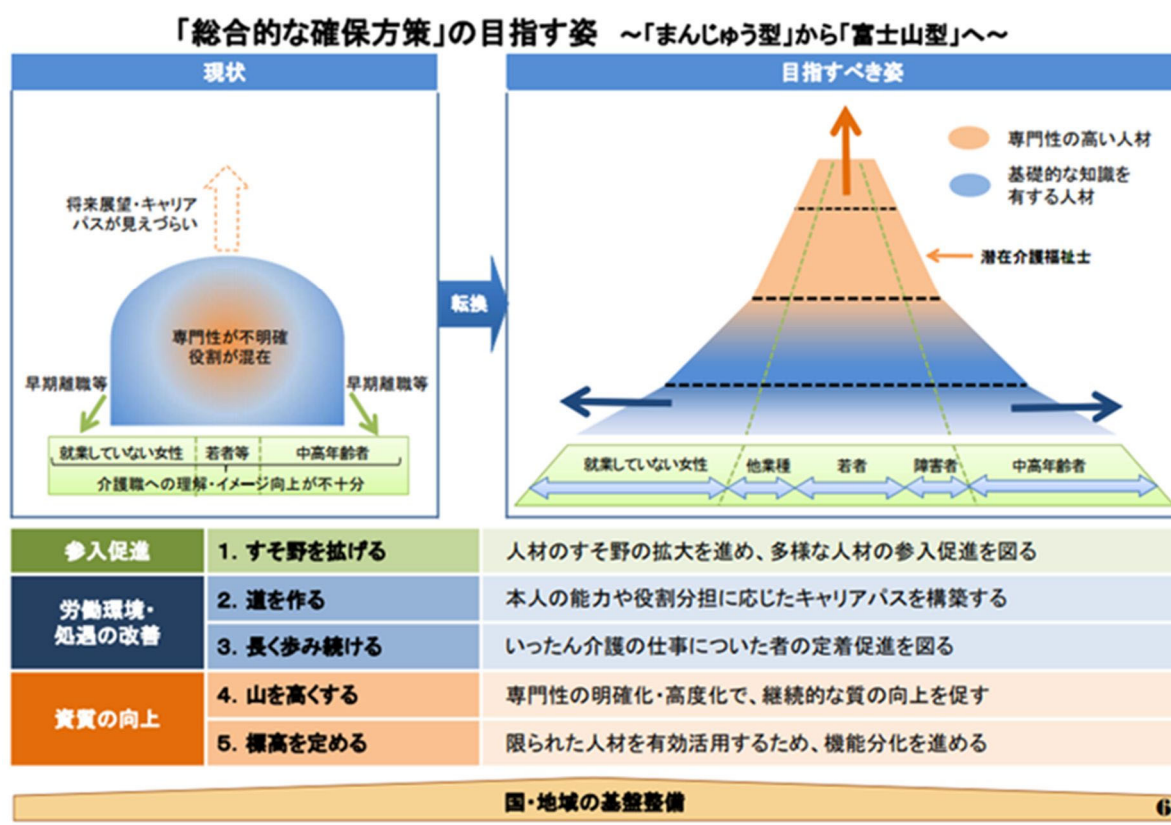 「総合的な確保方策」の目指す姿 ～「まんじゅう型」から「富士山型」へ～
現状
将来展望・キャリア
パスが見えづらい
専門性が不明確
役割が混在
早期離職等
早期離職等
就業していない女性
若者等
中高年齢者
介護職への理解・イメージ向上が不十分
転換
目指すべき姿
専門性の高い人材
基礎的な知識を
有する人材
潜在介護福祉士
就業していない女性
他業種
若者
障害者
中高年齢者
参入促進
1．すそ野を拡げる
人材のすそ野の拡大を進め、多様な人材の参入促進を図る
労働環境・
処遇の改善
2．道を作る
本人の能力や役割分担に応じたキャリアパスを構築する
3．長く歩み続ける
いったん介護の仕事についた者の定着促進を図る
資質の向上
4．山を高くする
専門性の明確化・高度化で、継続的な質の向上を促す
5．標高を定める
限られた人材を有効活用するため、機能分化を進める
国・地域の基盤整備
6